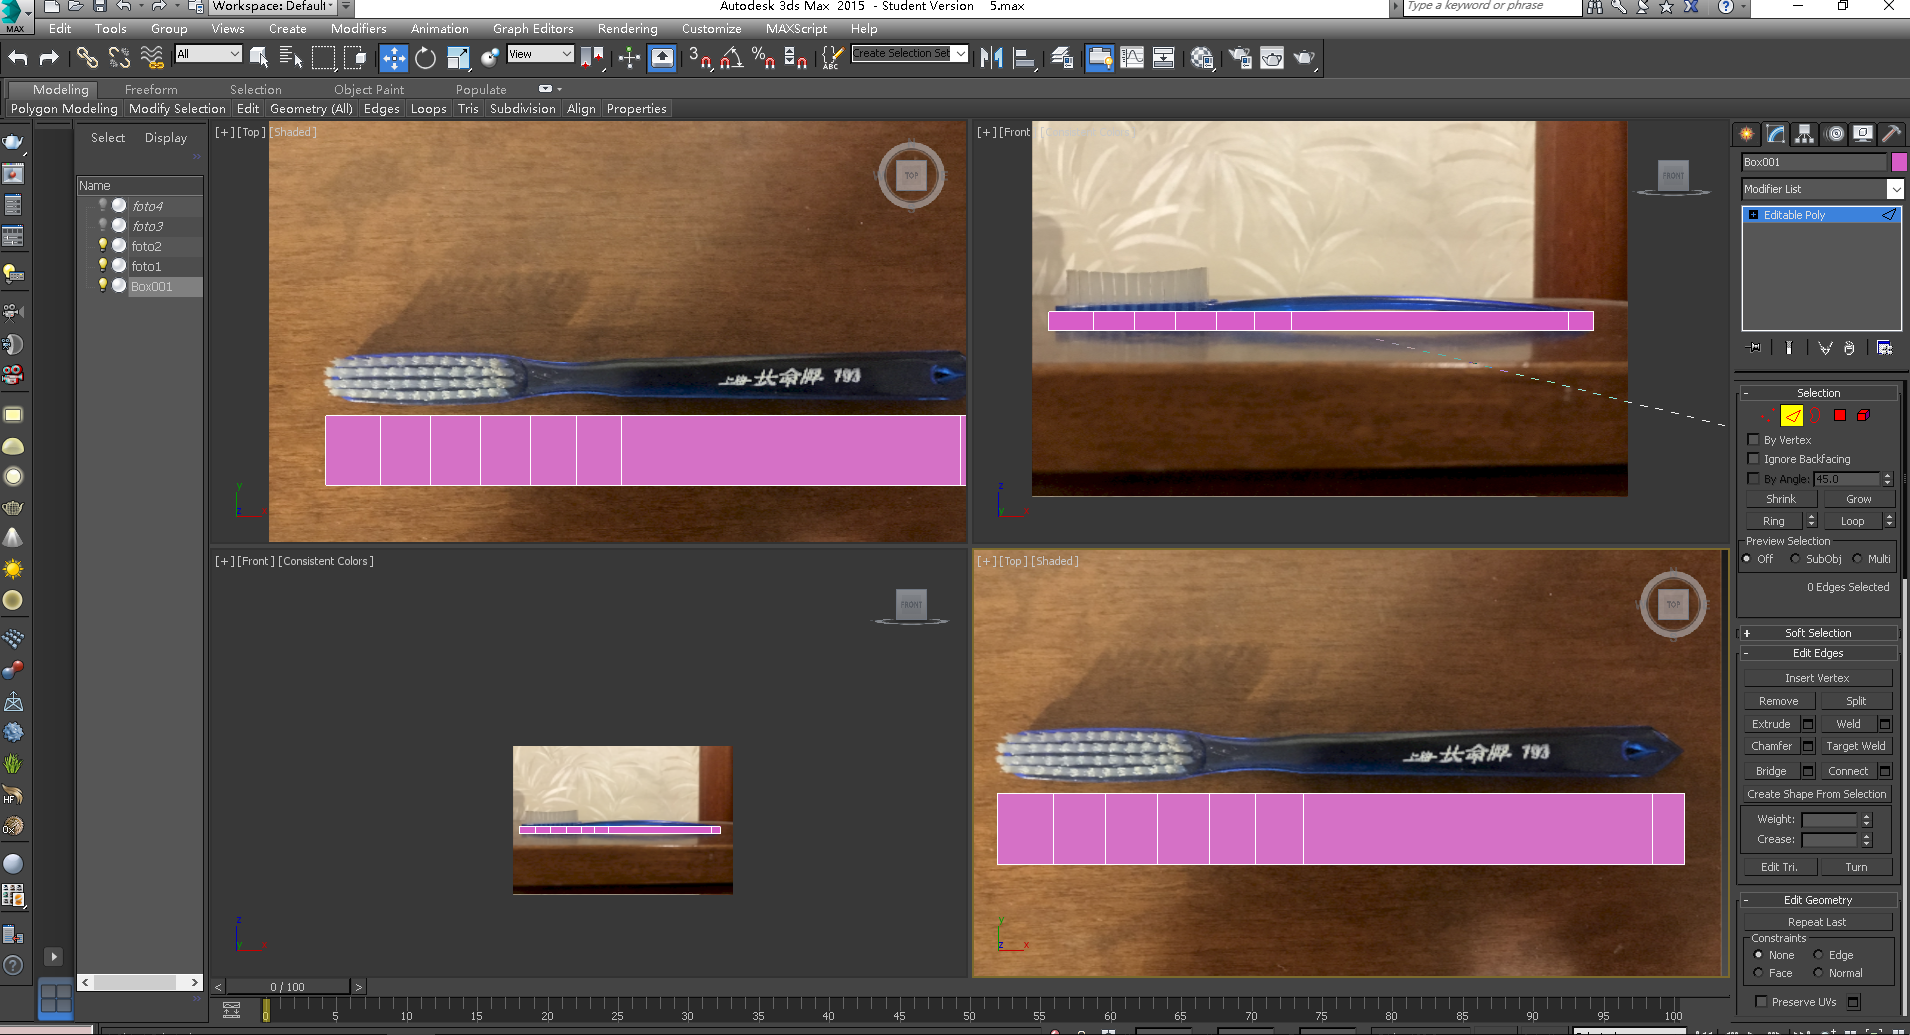 Workspace: Default
Autodesk 3ds Max 2015 - Student Version 5.max
Type a keyword or phrase
MAX
Edit Tools Group Views Create Modifiers Animation Graph Editors Rendering Customize MAXScript Help
All
View
3
%
ABC
Create Selection Set
Modeling Freeform Selection Object Paint Populate
Polygon Modeling Modify Selection Edit Geometry (All) Edges Loops Tris Subdivision Align Properties
Select Display
Name
foto4
foto3
foto2
foto1
Box001
[+] [Top] [Shaded]
TOP
上海 长命牌 793
[+] [Front
FRONT
[+] [Front] [Consistent Colors]
FRONT
[+] [Top] [Shaded]
TOP
上海 长命牌 793
HF
Box001
Modifier List
Editable Poly
Selection
By Vertex
Ignore Backfacing
By Angle: 45.0
Shrink Grow
Ring Loop
Preview Selection
Off SubObj Multi
0 Edges Selected
Soft Selection
Edit Edges
Insert Vertex
Remove Split
Extrude Weld
Chamfer Target Weld
Bridge Connect
Create Shape From Selection
Weight:
Crease:
Edit Tri. Turn
Edit Geometry
Repeat Last
Constraints
None Edge
Face Normal
Preserve UVs
0 / 100
0 5 10 15 20 25 30 35 40 45 50 55 60 65 70 75 80 85 90 95 100